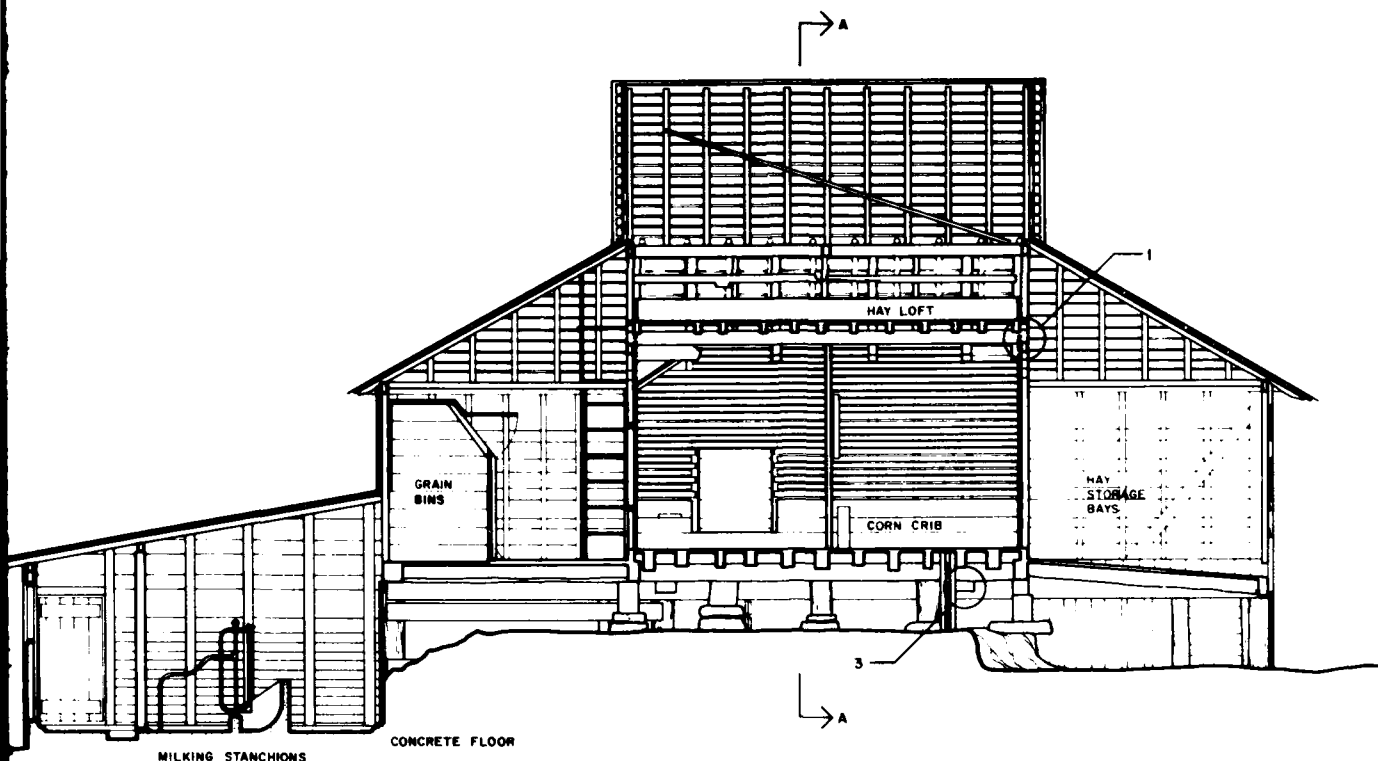 A
1
HAY LOFT
GRAIN
BINS
HAY
STORAGE
BAYS
CORN CRIB
3
A
CONCRETE FLOOR
MILKING STANCHIONS